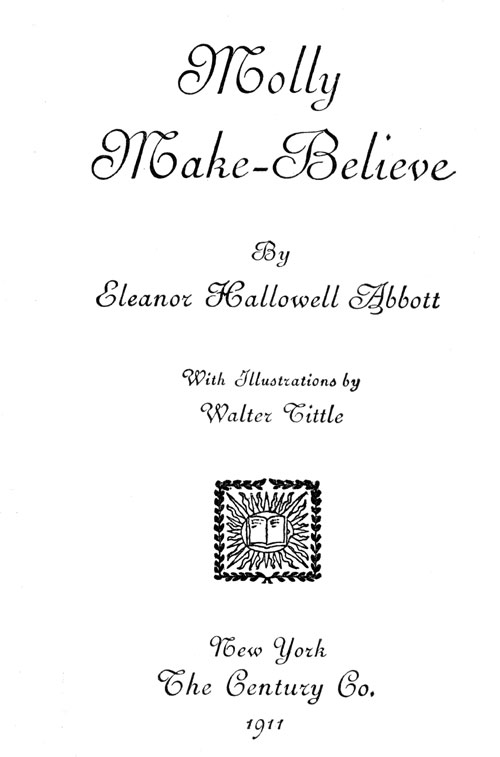 Molly
Make-Believe
By
Eleanor Hallowell Abbott
With Illustrations by
Walter Tittle
New York
The Century Co.
1911